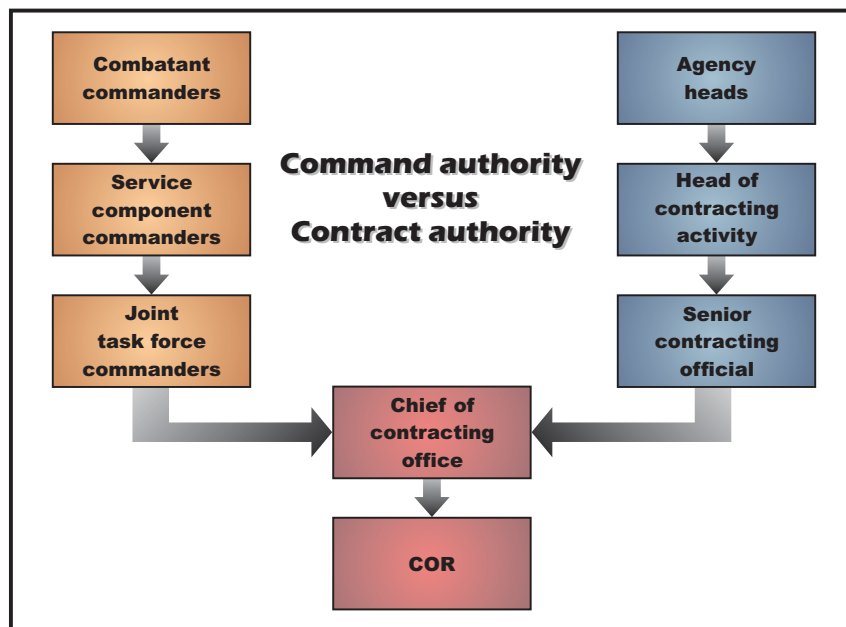 Combatant
commanders
Agency
heads
Command authority
versus
Contract authority
Service
component
commanders
Head of
contracting
activity
Joint
task force
commanders
Senior
contracting
official
Chief of
contracting
office
COR